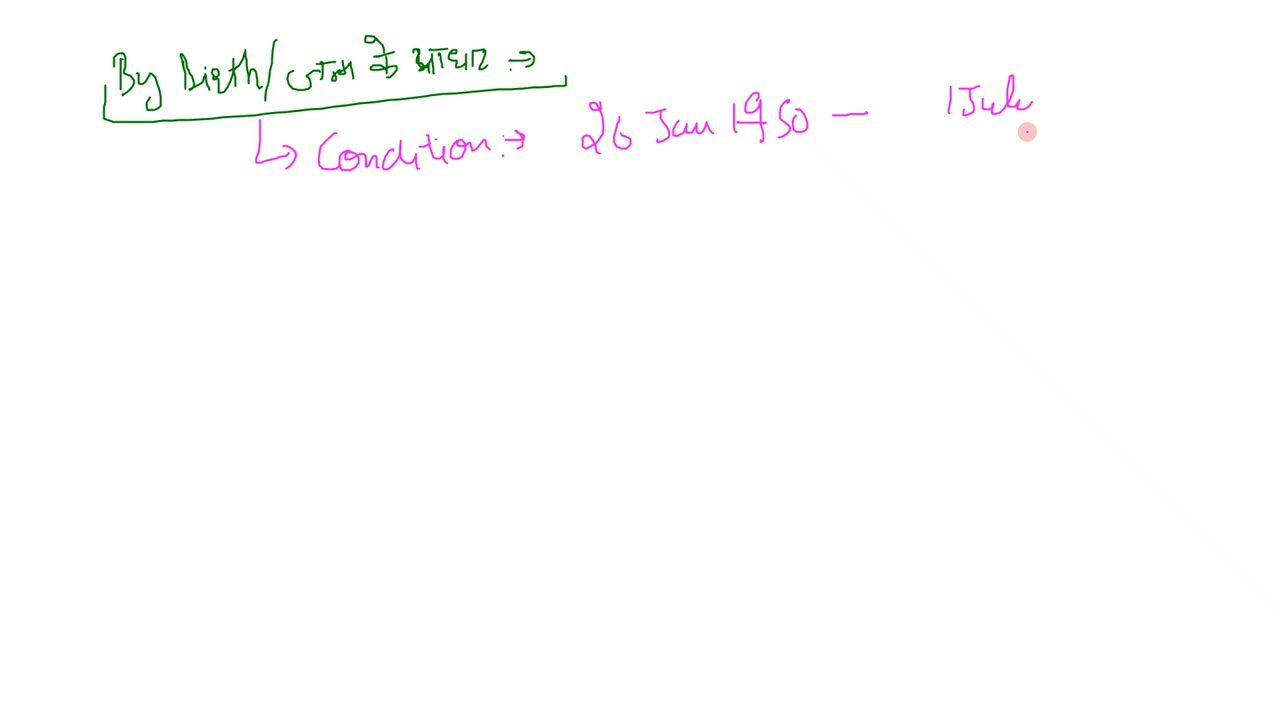 By Birth/ जन्म के आधार :→
↳ Condition :→ 26 Jan 1950 — 1 July